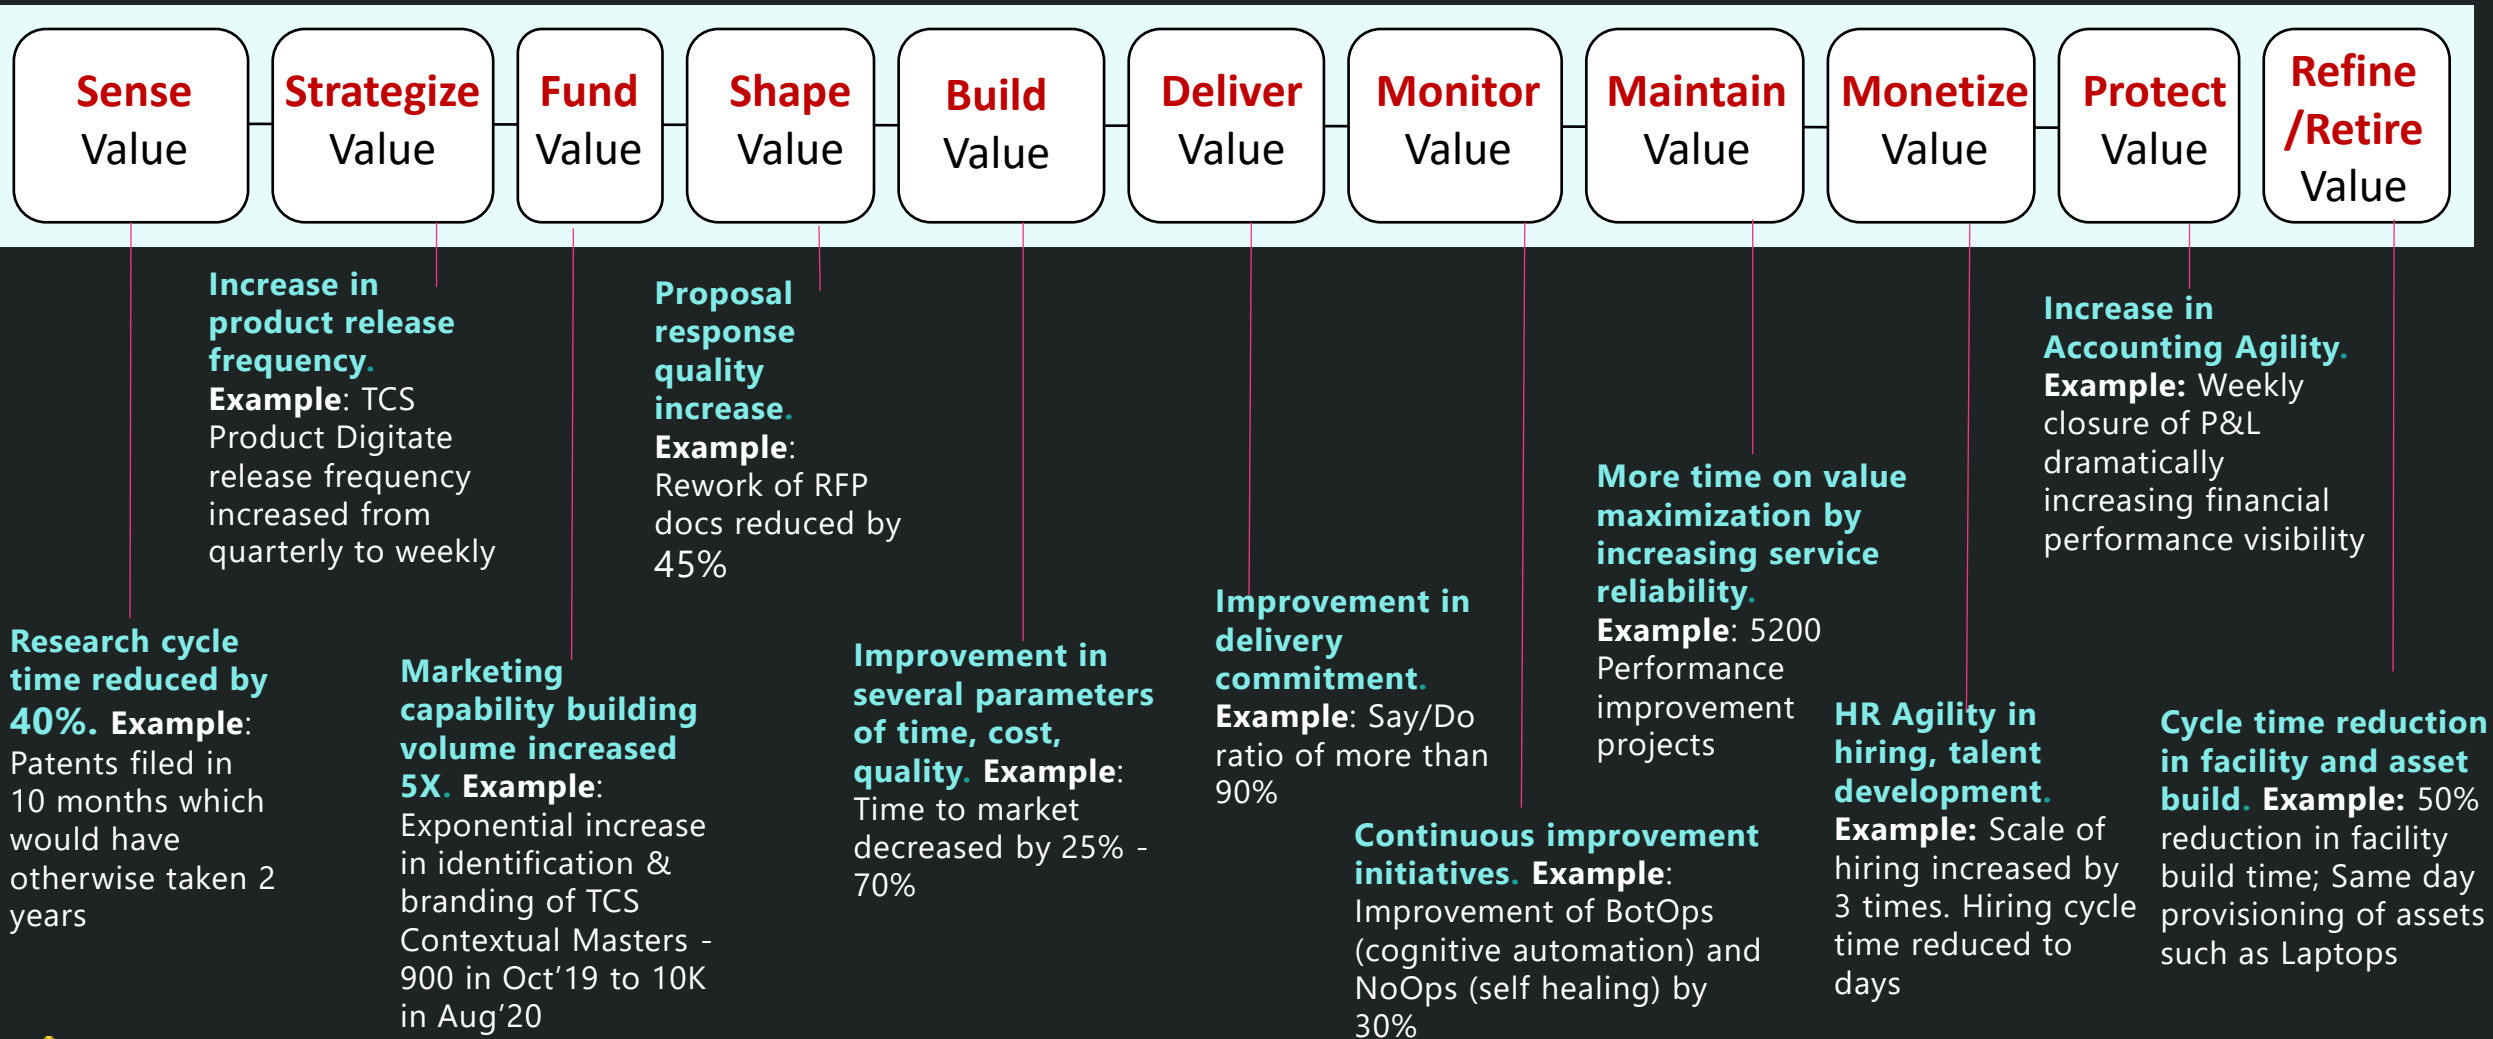 Sense
Value
Strategize
Value
Fund
Value
Shape
Value
Build
Value
Deliver
Value
Monitor
Value
Maintain
Value
Monetize
Value
Protect
Value
Refine
/Retire
Value
Research cycle
time reduced by
40%. Example:
Patents filed in
10 months which
would have
otherwise taken 2
years
Increase in
product release
frequency.
Example: TCS
Product Digitate
release frequency
increased from
quarterly to weekly
Marketing
capability building
volume increased
5X. Example:
Exponential increase
in identification &
branding of TCS
Contextual Masters -
900 in Oct’19 to 10K
in Aug’20
Proposal
response
quality
increase.
Example:
Rework of RFP
docs reduced by
45%
Improvement in
several parameters
of time, cost,
quality. Example:
Time to market
decreased by 25% -
70%
Improvement in
delivery
commitment.
Example: Say/Do
ratio of more than
90%
Continuous improvement
initiatives. Example:
Improvement of BotOps
(cognitive automation) and
NoOps (self healing) by
30%
More time on value
maximization by
increasing service
reliability.
Example: 5200
Performance
improvement
projects
HR Agility in
hiring, talent
development.
Example: Scale of
hiring increased by
3 times. Hiring cycle
time reduced to
days
Increase in
Accounting Agility.
Example: Weekly
closure of P&L
dramatically
increasing financial
performance visibility
Cycle time reduction
in facility and asset
build. Example: 50%
reduction in facility
build time; Same day
provisioning of assets
such as Laptops